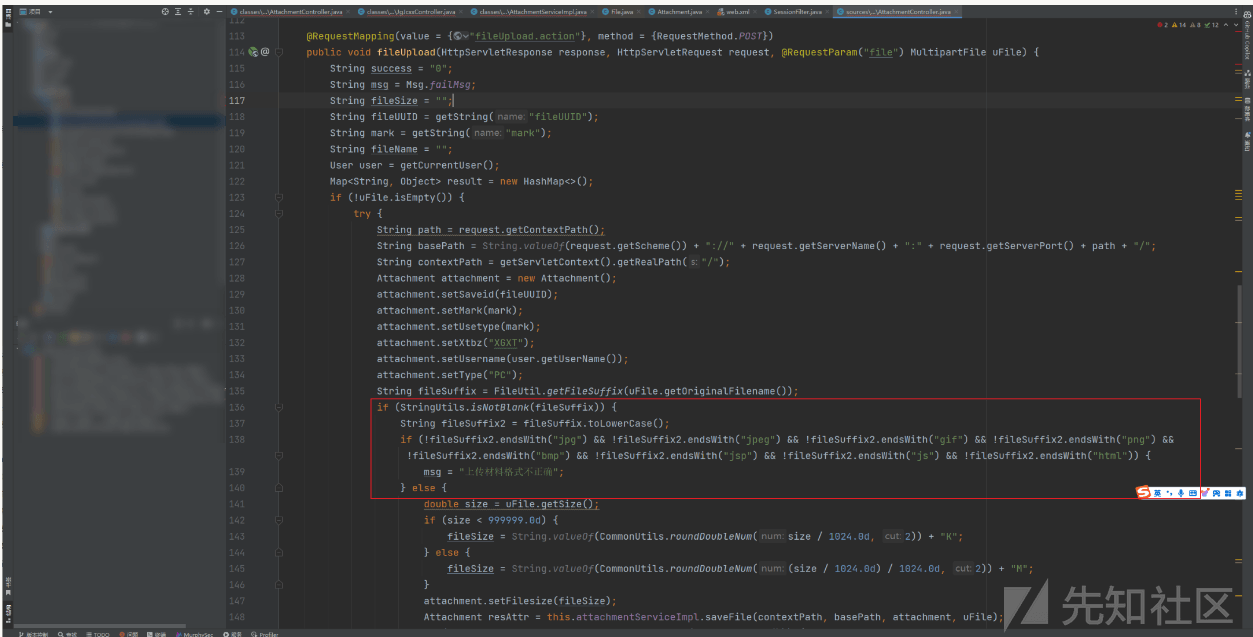 classes\...\AttachmentController.java classes\...\JgicasController.java classes\...\AttachmentServiceImpl.java File.java Attachment.java web.xml SessionFilter.java sources\...\AttachmentController.java
2 14 8 12
112
113 @RequestMapping(value = {"fileUpload.action"}, method = {RequestMethod.POST})
114 public void fileUpload(HttpServletResponse response, HttpServletRequest request, @RequestParam("file") MultipartFile uFile) {
115 String success = "0";
116 String msg = Msg.failMsg;
117 String fileSize = "";
118 String fileUUID = getString( name: "fileUUID");
119 String mark = getString( name: "mark");
120 String fileName = "";
121 User user = getCurrentUser();
122 Map<String, Object> result = new HashMap<>();
123 if (!uFile.isEmpty()) {
124 try {
125 String path = request.getContextPath();
126 String basePath = String.valueOf(request.getScheme()) + "://" + request.getServerName() + ":" + request.getServerPort() + path + "/";
127 String contextPath = getServletContext().getRealPath( s: "/");
128 Attachment attachment = new Attachment();
129 attachment.setSaveid(fileUUID);
130 attachment.setMark(mark);
131 attachment.setUsetype(mark);
132 attachment.setXtbz("XGXT");
133 attachment.setUsername(user.getUserName());
134 attachment.setType("PC");
135 String fileSuffix = FileUtil.getFileSuffix(uFile.getOriginalFilename());
136 if (StringUtils.isNotBlank(fileSuffix)) {
137 String fileSuffix2 = fileSuffix.toLowerCase();
138 if (!fileSuffix2.endsWith("jpg") && !fileSuffix2.endsWith("jpeg") && !fileSuffix2.endsWith("gif") && !fileSuffix2.endsWith("png") &&
!fileSuffix2.endsWith("bmp") && !fileSuffix2.endsWith("jsp") && !fileSuffix2.endsWith("js") && !fileSuffix2.endsWith("html")) {
139 msg = "上传材料格式不正确";
140 } else {
141 double size = uFile.getSize();
142 if (size < 999999.0d) {
143 fileSize = String.valueOf(CommonUtils.roundDoubleNum( num: size / 1024.0d, cut: 2)) + "K";
144 } else {
145 fileSize = String.valueOf(CommonUtils.roundDoubleNum( num: (size / 1024.0d) / 1024.0d, cut: 2)) + "M";
146 }
147 attachment.setFilesize(fileSize);
148 Attachment resAttr = this.attachmentServiceImpl.saveFile(contextPath, basePath, attachment, uFile);
英
先知社区
TODO 问题 MurphySec Profiler